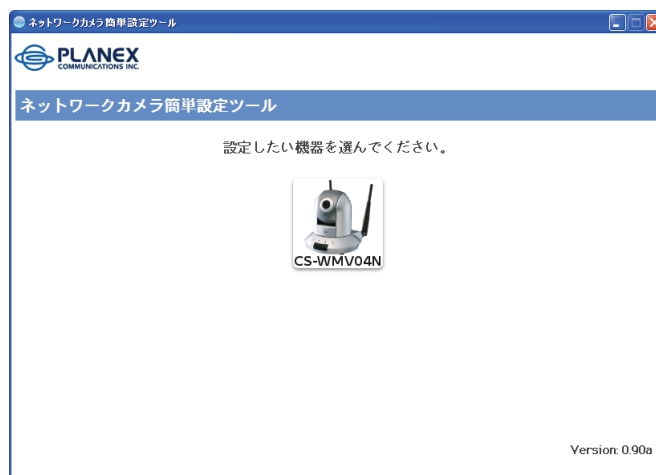 ネットワークカメラ簡単設定ツール
PLANEX
COMMUNICATIONS INC.
ネットワークカメラ簡単設定ツール
設定したい機器を選んでください。
CS-WMV04N
Version: 0.90a